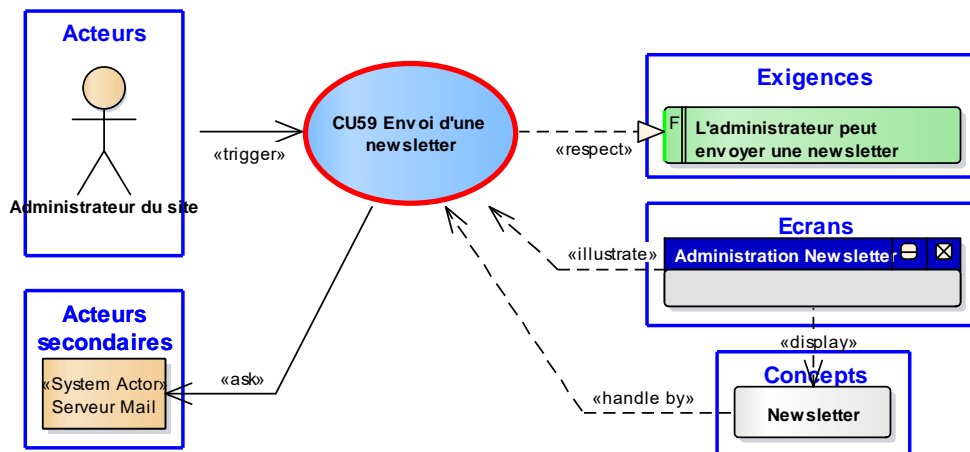 Acteurs
Administrateur du site
«trigger»
CU59 Envoi d'une
newsletter
«respect»
Exigences
F
L'administrateur peut
envoyer une newsletter
Ecrans
Administration Newsletter
«illustrate»
«display»
Acteurs
secondaires
«System Actor»
Serveur Mail
«ask»
«handle by»
Concepts
Newsletter